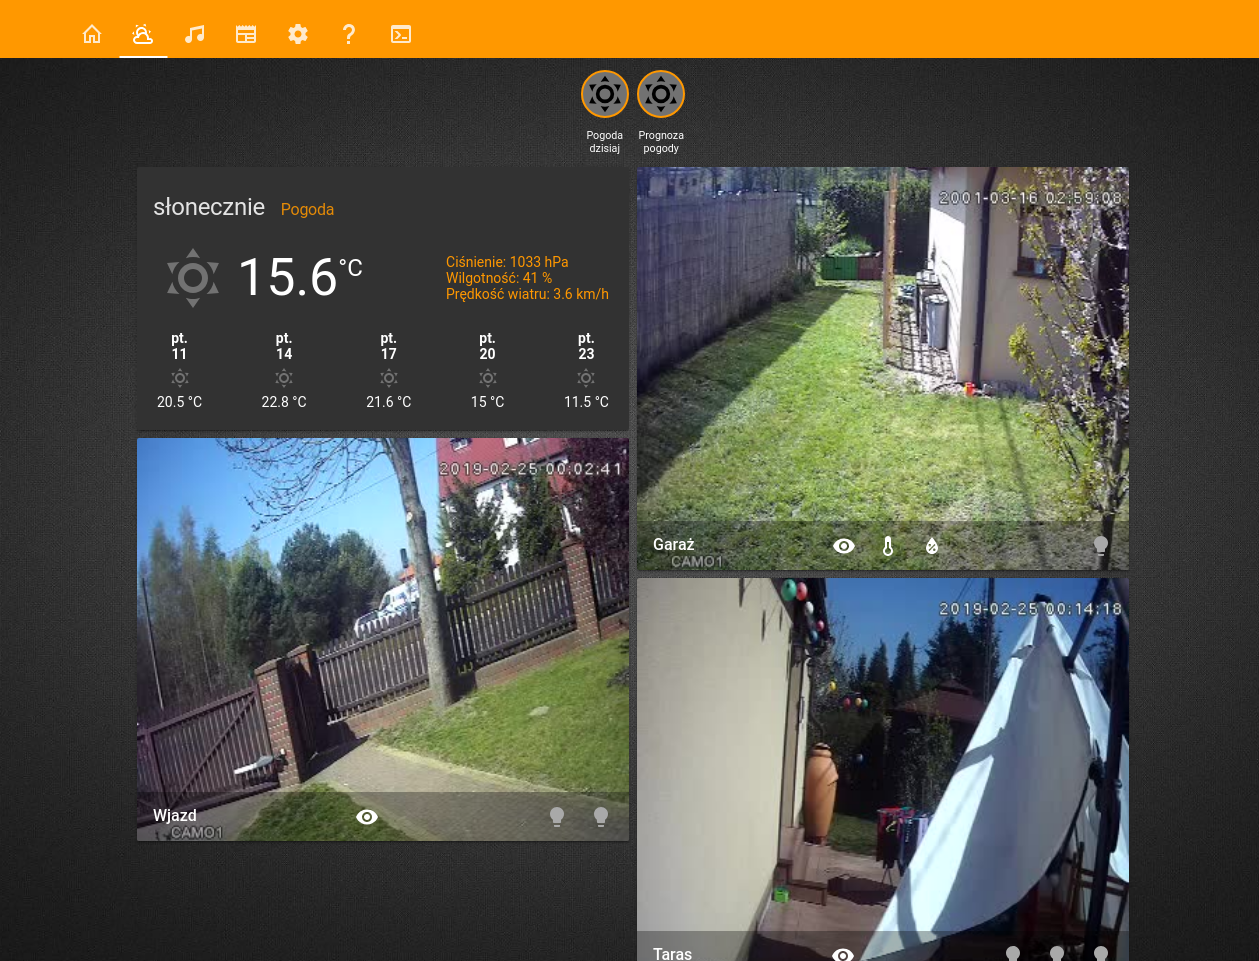 Pogoda
dzisiaj
Prognoza
pogody
słonecznie Pogoda
15.6°C
Ciśnienie: 1033 hPa
Wilgotność: 41 %
Prędkość wiatru: 3.6 km/h
pt. pt. pt. pt. pt.
11 14 17 20 23
20.5 °C 22.8 °C 21.6 °C 15 °C 11.5 °C
2019-02-25 00:02:41
Wjazd
CAM01
2001-03-16 02:59:08
Garaż
CAM01
2019-02-25 00:14:18
Taras